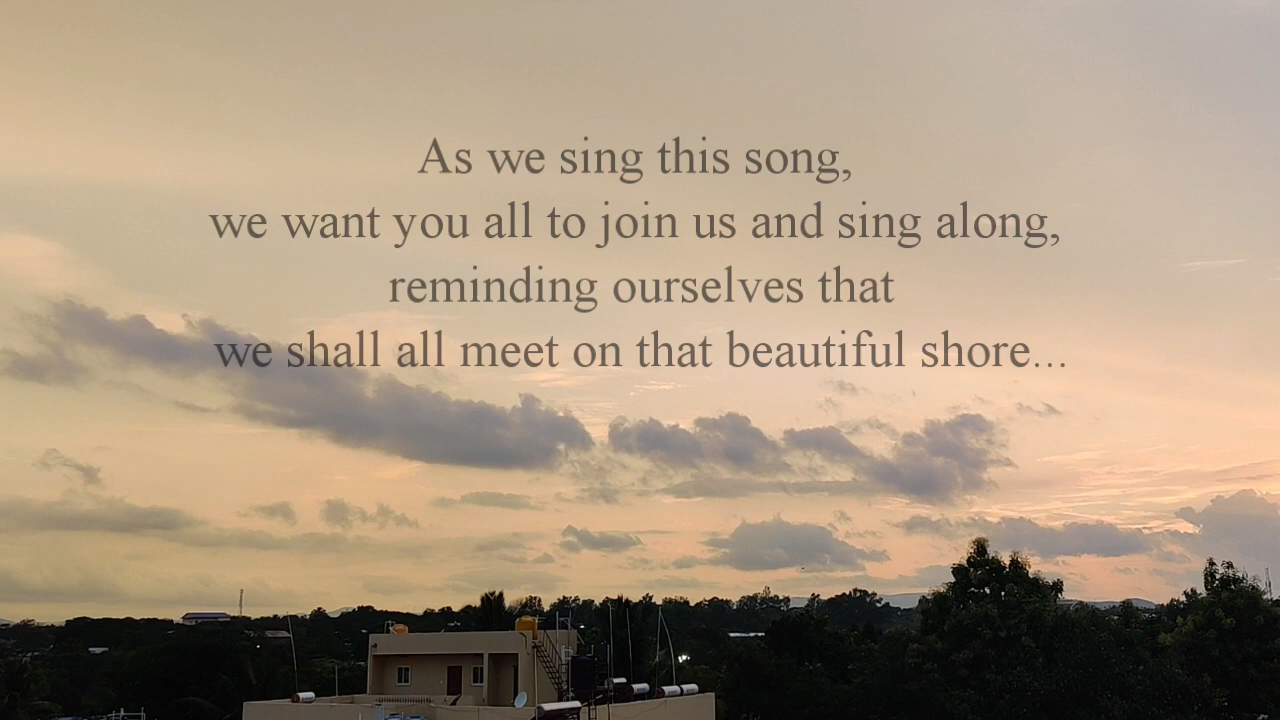 As we sing this song,
we want you all to join us and sing along,
reminding ourselves that
we shall all meet on that beautiful shore...